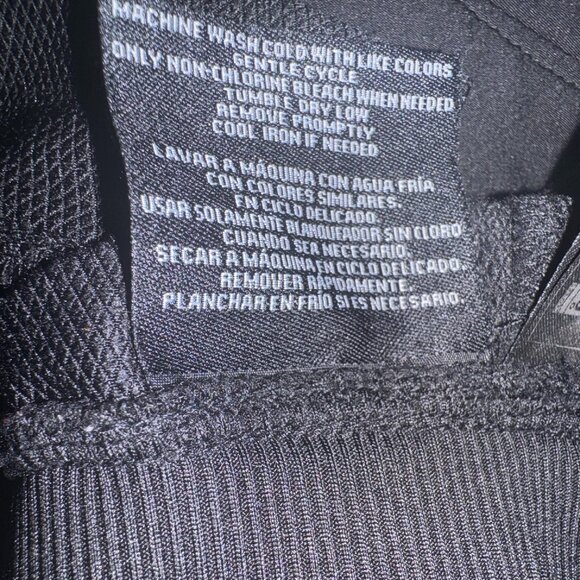 MACHINE WASH COLD WITH LIKE COLORS
GENTLE CYCLE
ONLY NON-CHLORINE BLEACH WHEN NEEDED
TUMBLE DRY LOW
REMOVE PROMPTLY
COOL IRON IF NEEDED
LAVAR A MÁQUINA CON AGUA FRÍA
CON COLORES SIMILARES.
EN CICLO DELICADO.
USAR SOLAMENTE BLANQUEADOR SIN CLORO
CUANDO SEA NECESARIO.
SECAR A MÁQUINA EN CICLO DELICADO.
REMOVER RÁPIDAMENTE.
PLANCHAR EN FRÍO SI ES NECESARIO.